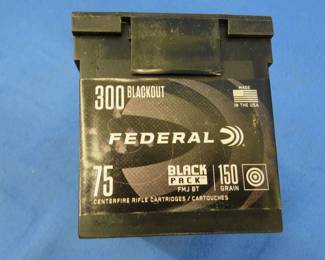 300 BLACKOUT
MADE
IN THE USA
FEDERAL
75
BLACK
PACK
FMJ BT
150
GRAIN
CENTERFIRE RIFLE CARTRIDGES / CARTOUCHES